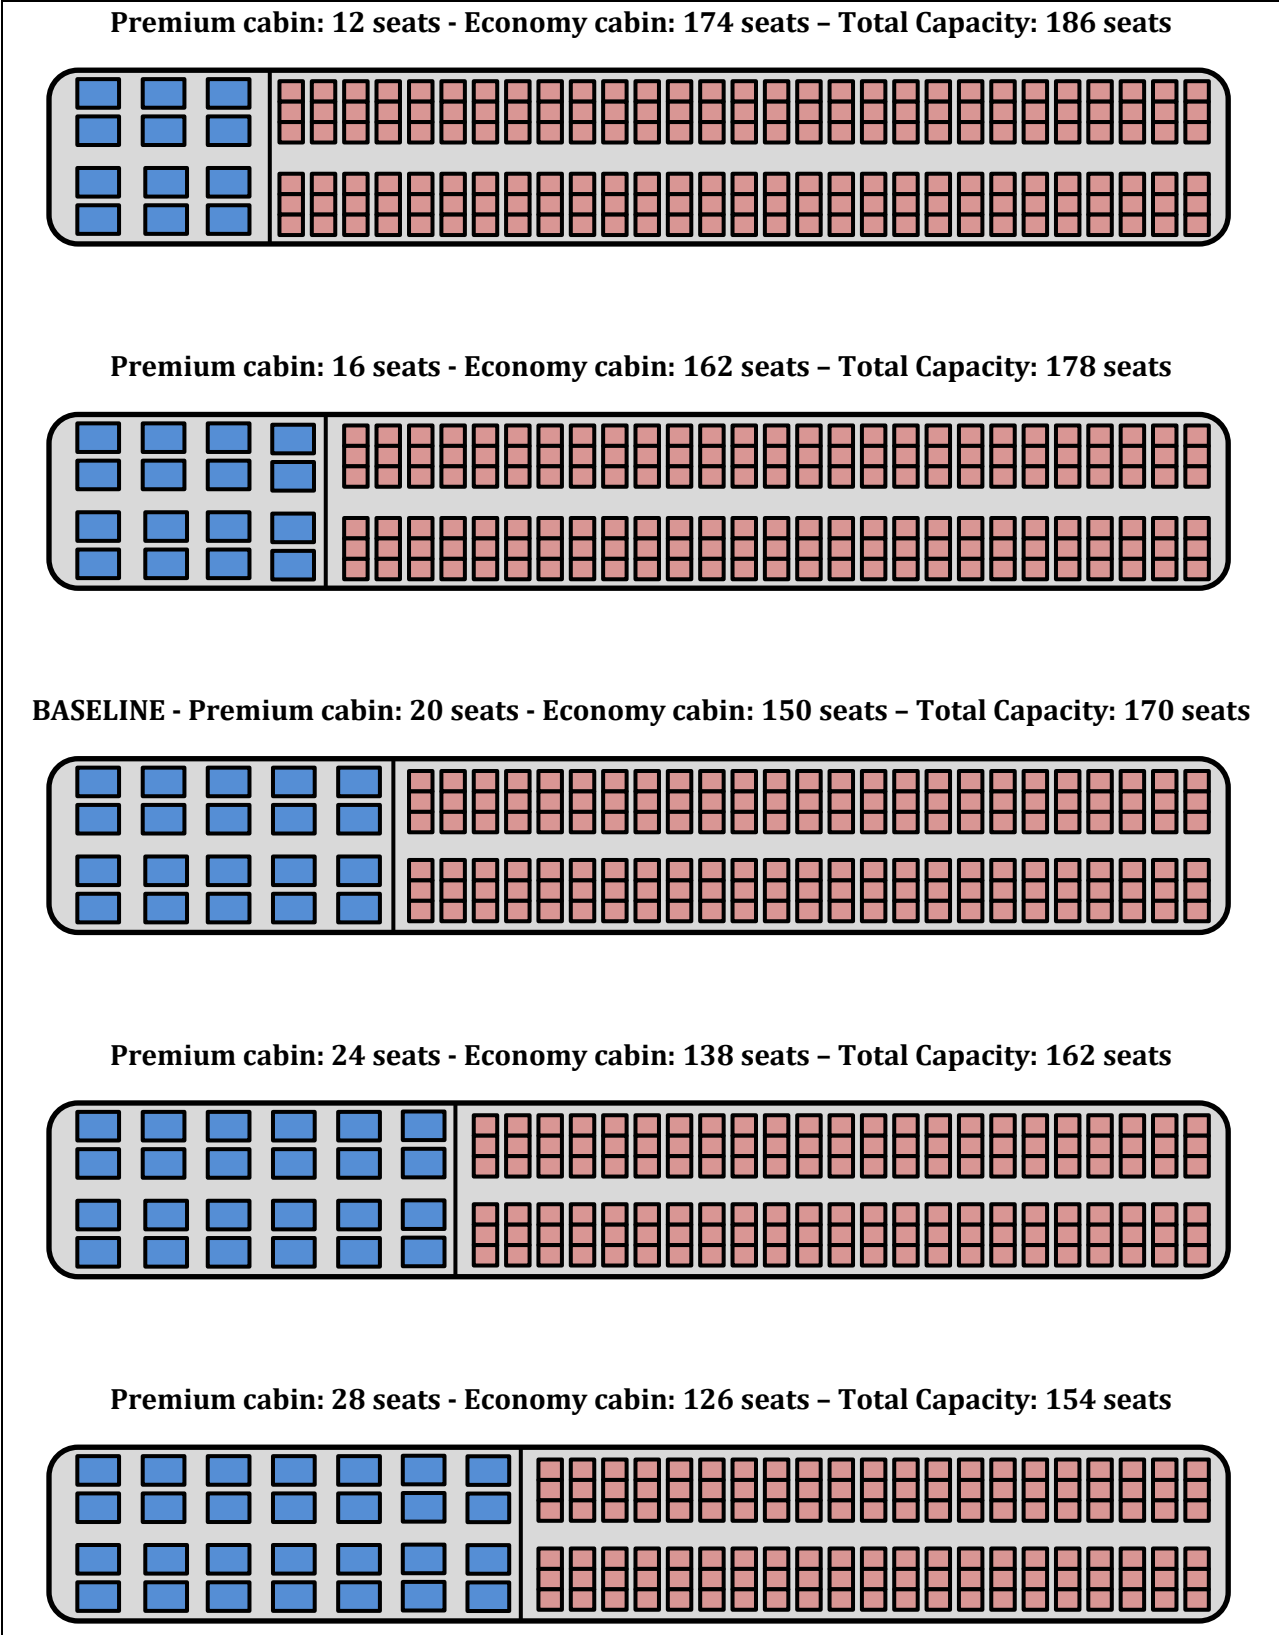 Premium cabin: 12 seats - Economy cabin: 174 seats – Total Capacity: 186 seats
Premium cabin: 16 seats - Economy cabin: 162 seats – Total Capacity: 178 seats
BASELINE - Premium cabin: 20 seats - Economy cabin: 150 seats – Total Capacity: 170 seats
Premium cabin: 24 seats - Economy cabin: 138 seats – Total Capacity: 162 seats
Premium cabin: 28 seats - Economy cabin: 126 seats – Total Capacity: 154 seats